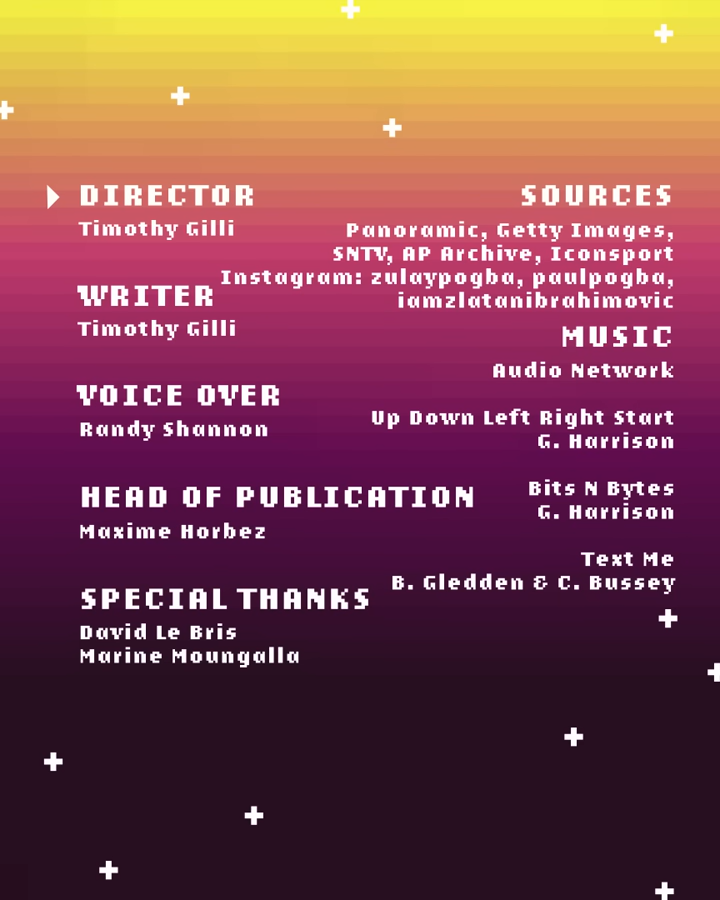 DIRECTOR
Timothy Gilli
WRITER
Timothy Gilli
VOICE OVER
Randy Shannon
HEAD OF PUBLICATION
Maxime Horbez
SPECIAL THANKS
David Le Bris
Marine Moungalla
SOURCES
Panoramic, Getty Images,
SNTV, AP Archive, Iconsport
Instagram: zulaypogba, paulpogba,
iamzlatanibrahimovic
MUSIC
Audio Network
Up Down Left Right Start
G. Harrison
Bits N Bytes
G. Harrison
Text Me
B. Gledden & C. Bussey